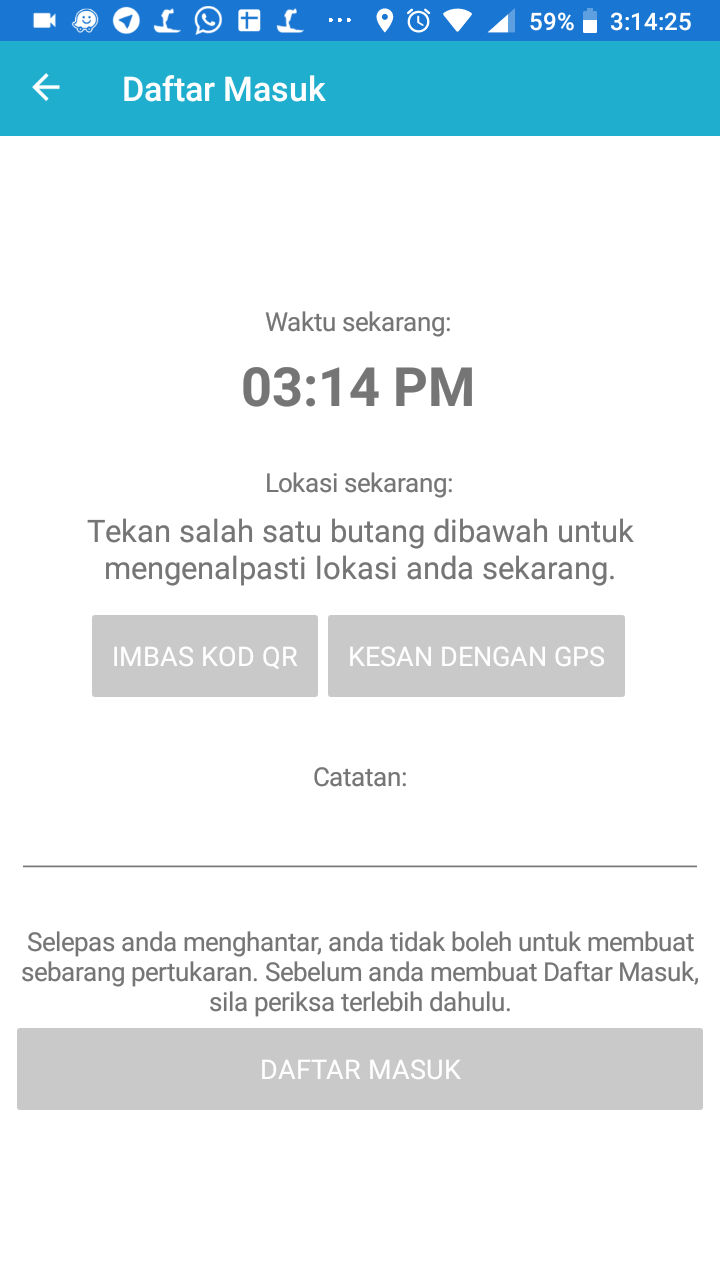 59% 3:14:25
Daftar Masuk
Waktu sekarang:
03:14 PM
Lokasi sekarang:
Tekan salah satu butang dibawah untuk
mengenalpasti lokasi anda sekarang.
IMBAS KOD QR KESAN DENGAN GPS
Catatan:
Selepas anda menghantar, anda tidak boleh untuk membuat
sebarang pertukaran. Sebelum anda membuat Daftar Masuk,
sila periksa terlebih dahulu.
DAFTAR MASUK